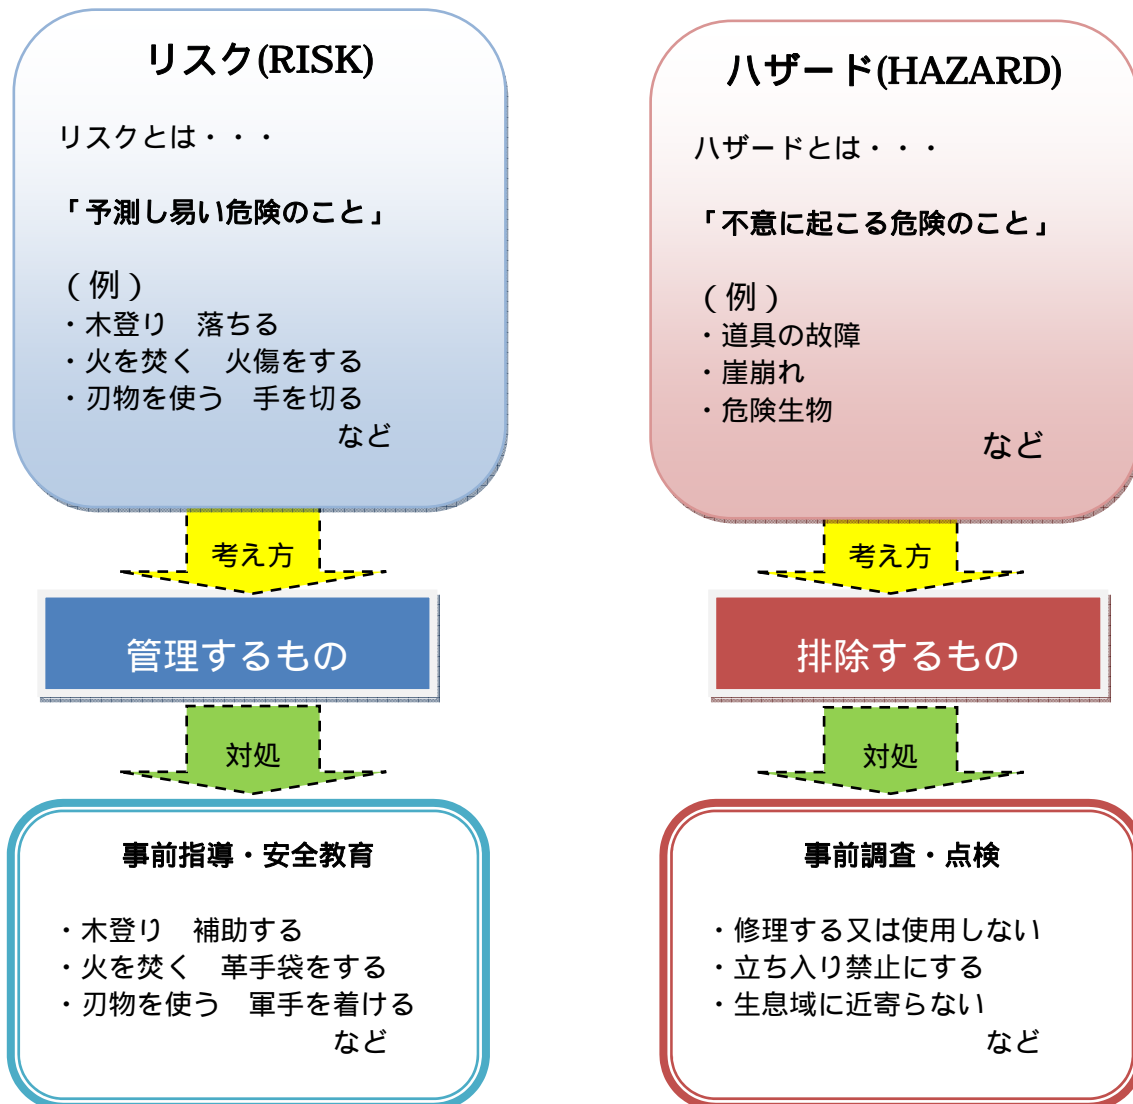 リスク(RISK)
リスクとは・・・
「予測し易い危険のこと」
(例)
・木登り　落ちる
・火を焚く　火傷をする
・刃物を使う　手を切る
など
考え方
管理するもの
対処
事前指導・安全教育
・木登り　補助する
・火を焚く　革手袋をする
・刃物を使う　軍手を着ける
など
ハザード(HAZARD)
ハザードとは・・・
「不意に起こる危険のこと」
(例)
・道具の故障
・崖崩れ
・危険生物
など
考え方
排除するもの
対処
事前調査・点検
・修理する又は使用しない
・立ち入り禁止にする
・生息域に近寄らない
など